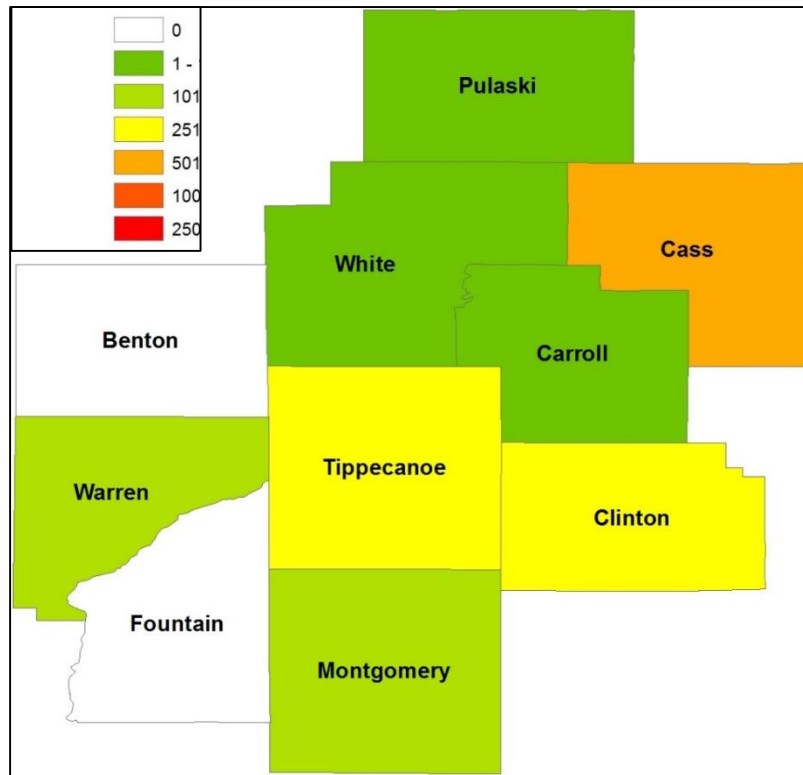 0
1 -
101
251
501
100
250
Pulaski
White
Cass
Benton
Carroll
Warren
Tippecanoe
Clinton
Fountain
Montgomery